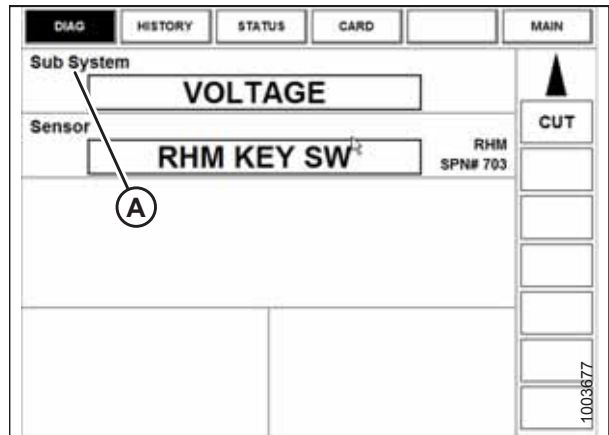 DIAG HISTORY STATUS CARD MAIN
Sub System
VOLTAGE
CUT
Sensor
RHM KEY SW
RHM
SPN# 703
A
1003677